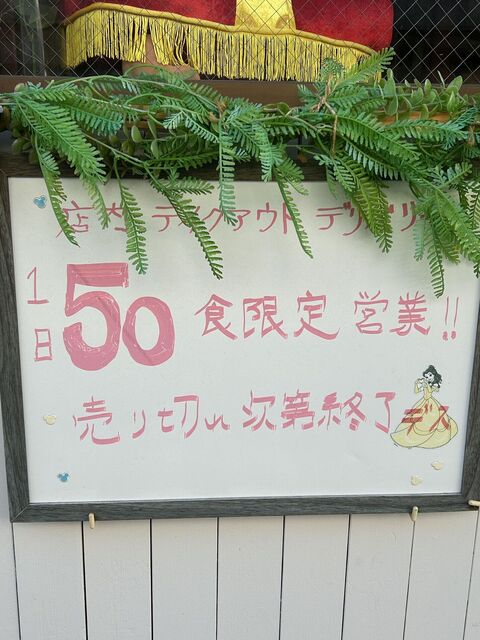 店内 テイクアウト デリバリー
1日50食限定 営業!!
売り切れ次第終了デス